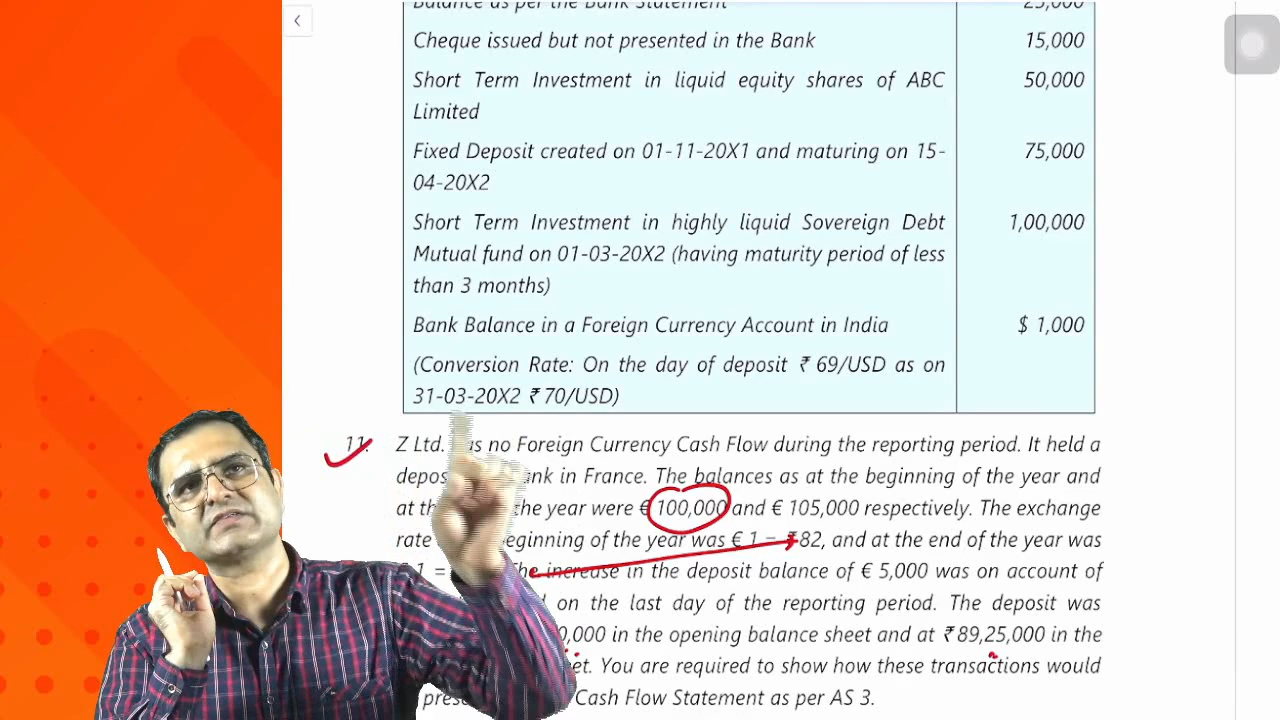 Balance as per the Bank Statement 25,000
Cheque issued but not presented in the Bank 15,000
Short Term Investment in liquid equity shares of ABC 50,000
Limited
Fixed Deposit created on 01-11-20X1 and maturing on 15- 75,000
04-20X2
Short Term Investment in highly liquid Sovereign Debt 1,00,000
Mutual fund on 01-03-20X2 (having maturity period of less
than 3 months)
Bank Balance in a Foreign Currency Account in India $ 1,000
(Conversion Rate: On the day of deposit ₹ 69/USD as on
31-03-20X2 ₹ 70/USD)
11. Z Ltd. Foreign Currency Cash Flow during the reporting period. It held a
in France. The balances as at the beginning of the year and
at the year were € 100,000 and € 105,000 respectively. The exchange
rate of the year was € 1 = ₹ 82, and at the end of the year was
1 = increase in the deposit balance of € 5,000 was on account of
on the last day of the reporting period. The deposit was
0,000 in the opening balance sheet and at ₹ 89,25,000 in the
You are required to show how these transactions would
Cash Flow Statement as per AS 3.